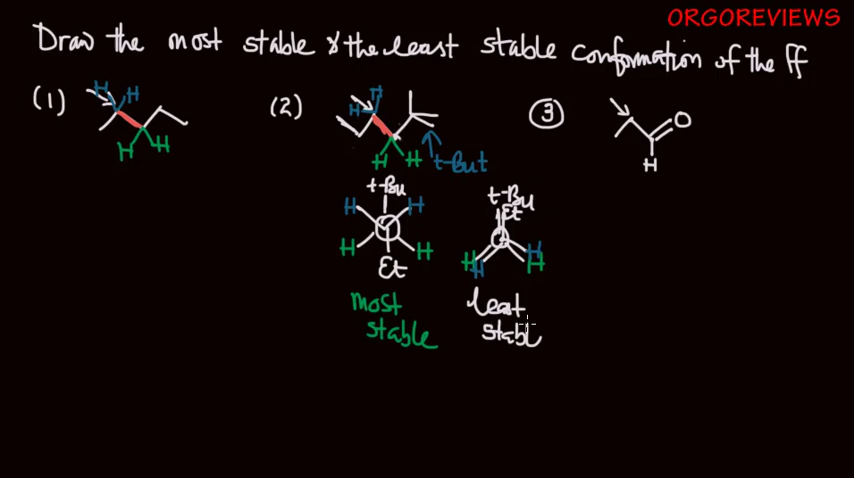 ORGOREVIEWS
Draw the most stable & the least stable conformation of the ff
(1)
H H
H H
(2)
H H
H H
t-But
3
O
H
t-Bu
H H
H H
Et
most
stable
t-Bu
Et
H H
H H
least
stabl